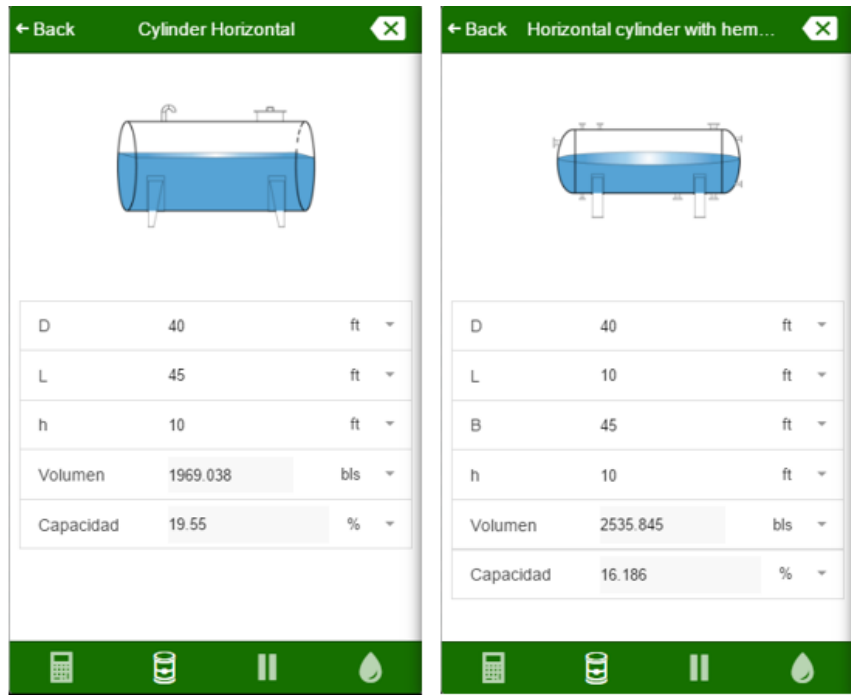 ← Back Cylinder Horizontal
D 40 ft
L 45 ft
h 10 ft
Volumen 1969.038 bls
Capacidad 19.55 %
← Back Horizontal cylinder with hem...
D 40 ft
L 10 ft
B 45 ft
h 10 ft
Volumen 2535.845 bls
Capacidad 16.186 %